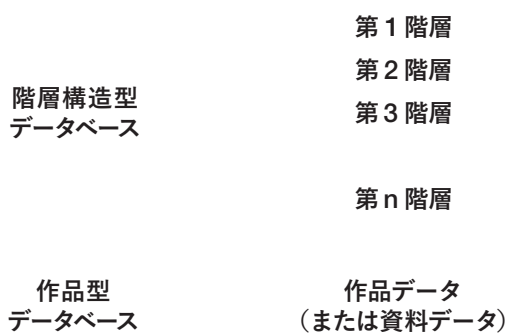 第1階層
第2階層
階層構造型
データベース
第3階層
第n階層
作品型
データベース
作品データ
（または資料データ）